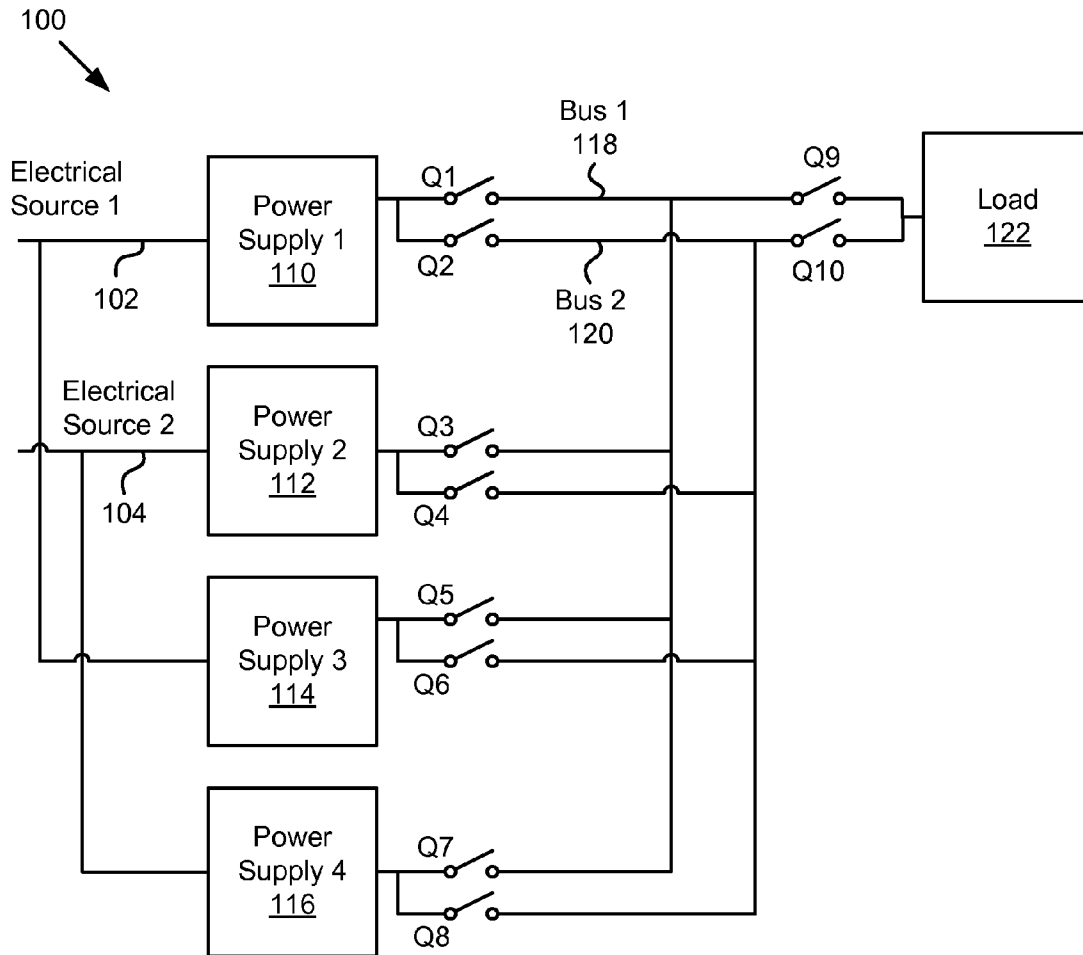 100
Electrical
Source 1
102
Power
Supply 1
110
Q1
Q2
Bus 1
118
Bus 2
120
Q9
Q10
Load
122
Electrical
Source 2
104
Power
Supply 2
112
Q3
Q4
Power
Supply 3
114
Q5
Q6
Power
Supply 4
116
Q7
Q8